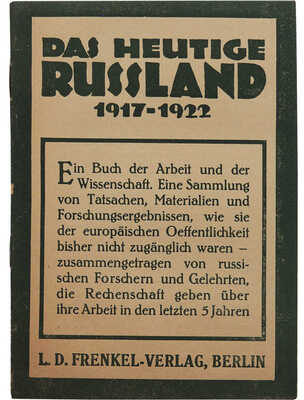 DAS HEUTIGE
RUSSLAND
1917-1922
Ein Buch der Arbeit und der
Wissenschaft. Eine Sammlung
von Tatsachen, Materialien und
Forschungsergebnissen, wie sie
der europäischen Oeffentlichkeit
bisher nicht zugänglich waren –
zusammengetragen von russi-
schen Forschern und Gelehrten,
die Rechenschaft geben über
ihre Arbeit in den letzten 5 Jahren
L. D. FRENKEL-VERLAG, BERLIN